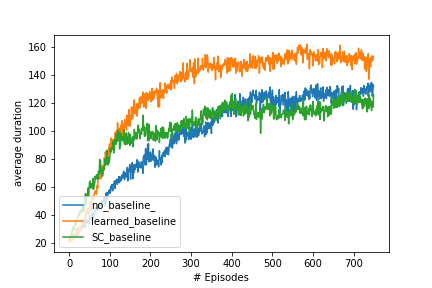 160
140
120
100
80
60
40
20
average duration
no_baseline_
learned_baseline
SC_baseline
0 100 200 300 400 500 600 700
# Episodes